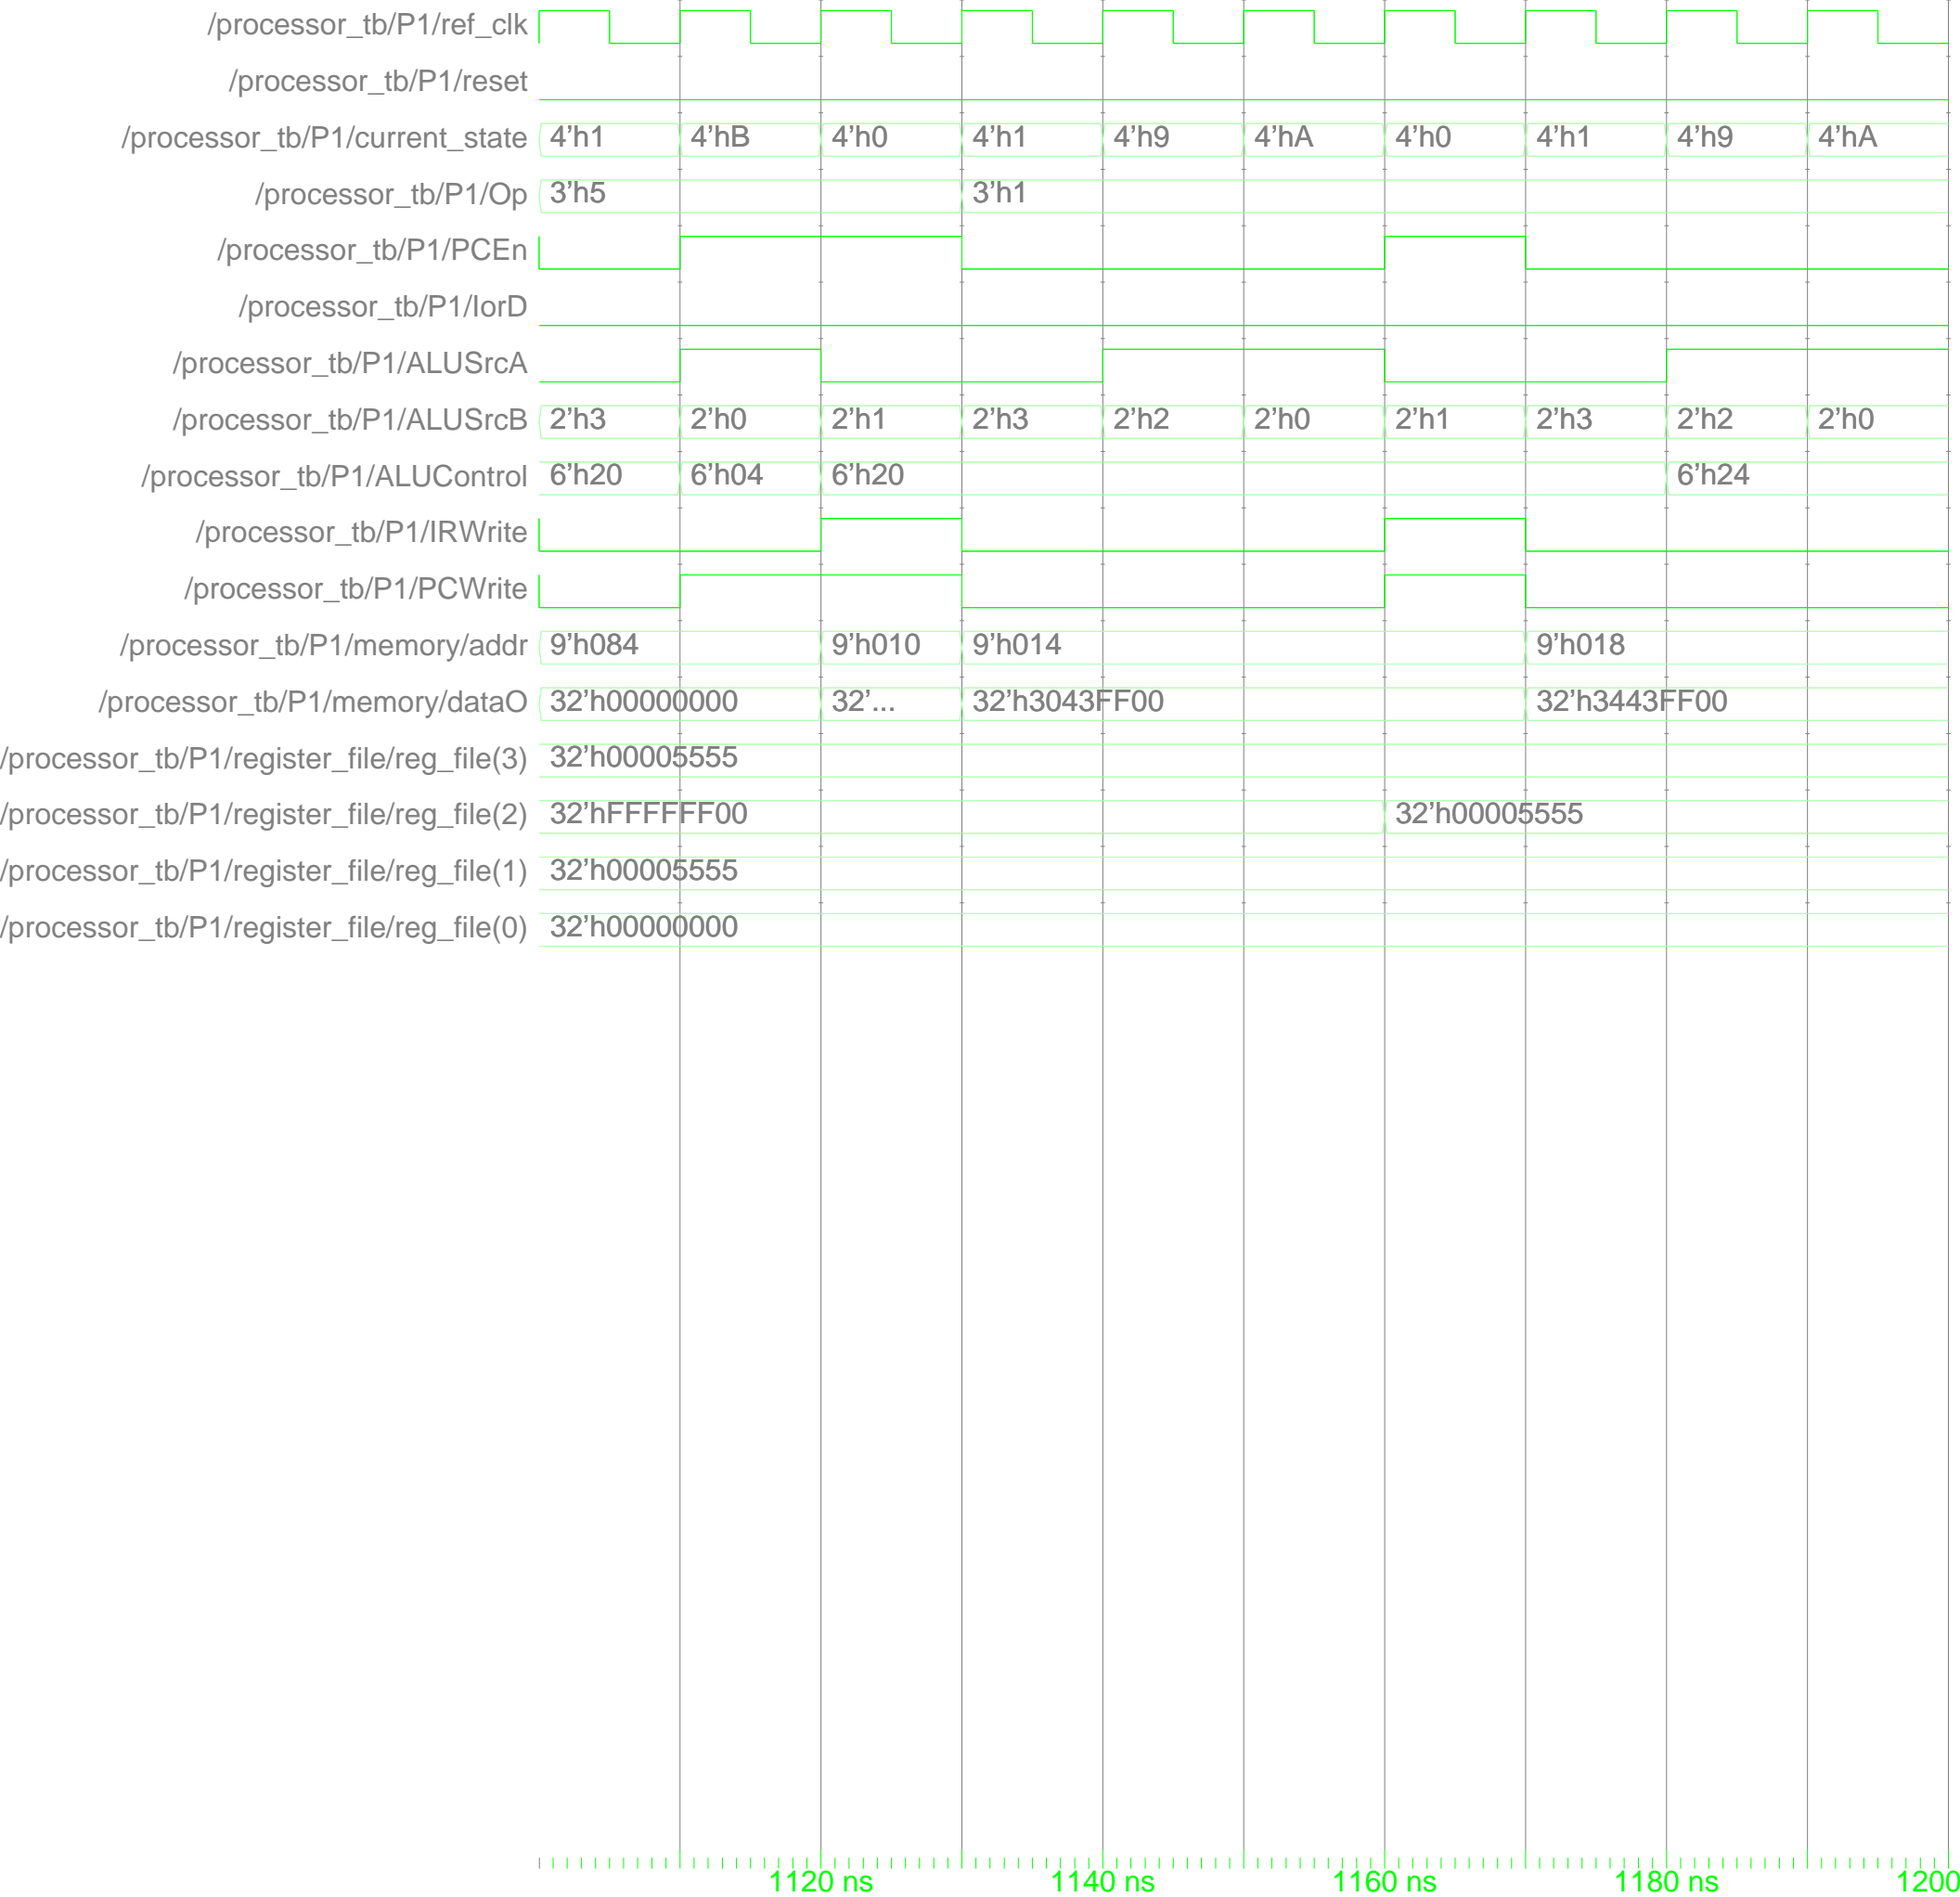 /processor_tb/P1/ref_clk
/processor_tb/P1/reset
/processor_tb/P1/current_state 4'h1 4'hB 4'h0 4'h1 4'h9 4'hA 4'h0 4'h1 4'h9 4'hA
/processor_tb/P1/Op 3'h5 3'h1
/processor_tb/P1/PCEn
/processor_tb/P1/IorD
/processor_tb/P1/ALUSrcA
/processor_tb/P1/ALUSrcB 2'h3 2'h0 2'h1 2'h3 2'h2 2'h0 2'h1 2'h3 2'h2 2'h0
/processor_tb/P1/ALUControl 6'h20 6'h04 6'h20 6'h24
/processor_tb/P1/IRWrite
/processor_tb/P1/PCWrite
/processor_tb/P1/memory/addr 9'h084 9'h010 9'h014 9'h018
/processor_tb/P1/memory/dataO 32'h00000000 32'... 32'h3043FF00 32'h3443FF00
/processor_tb/P1/register_file/reg_file(3) 32'h00005555
/processor_tb/P1/register_file/reg_file(2) 32'hFFFFFF00 32'h00005555
/processor_tb/P1/register_file/reg_file(1) 32'h00005555
/processor_tb/P1/register_file/reg_file(0) 32'h00000000
1120 ns 1140 ns 1160 ns 1180 ns 1200